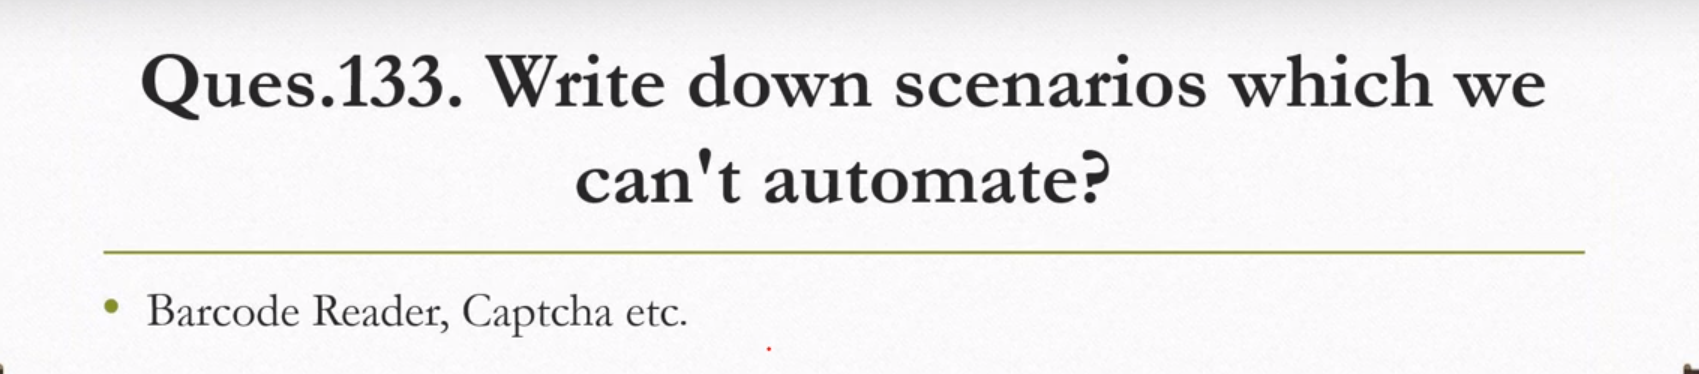 Ques.133. Write down scenarios which we
can't automate?
• Barcode Reader, Captcha etc.